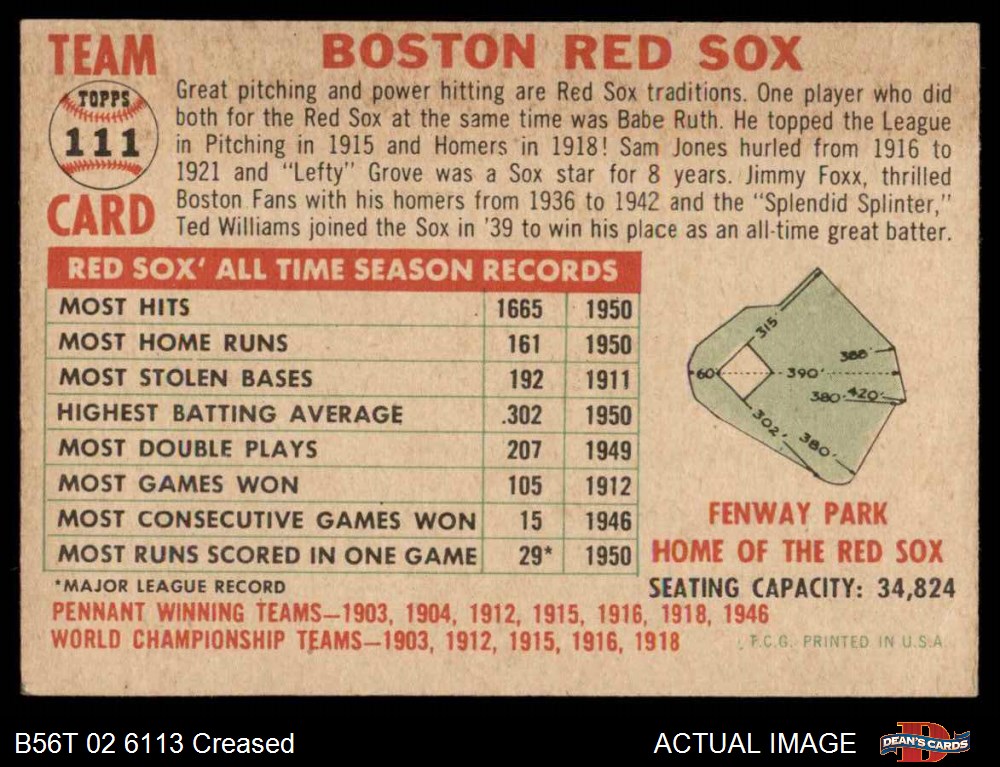 TEAM
TOPPS
111
CARD
BOSTON RED SOX
Great pitching and power hitting are Red Sox traditions. One player who did
both for the Red Sox at the same time was Babe Ruth. He topped the League
in Pitching in 1915 and Homers in 1918! Sam Jones hurled from 1916 to
1921 and "Lefty" Grove was a Sox star for 8 years. Jimmy Foxx, thrilled
Boston Fans with his homers from 1936 to 1942 and the "Splendid Splinter,"
Ted Williams joined the Sox in '39 to win his place as an all-time great batter.
RED SOX' ALL TIME SEASON RECORDS
MOST HITS 1665 1950
MOST HOME RUNS 161 1950
MOST STOLEN BASES 192 1911
HIGHEST BATTING AVERAGE .302 1950
MOST DOUBLE PLAYS 207 1949
MOST GAMES WON 105 1912
MOST CONSECUTIVE GAMES WON 15 1946
MOST RUNS SCORED IN ONE GAME 29* 1950
*MAJOR LEAGUE RECORD
315'
388'
60' 390'
380' 420'
302'
380'
FENWAY PARK
HOME OF THE RED SOX
SEATING CAPACITY: 34,824
PENNANT WINNING TEAMS—1903, 1904, 1912, 1915, 1916, 1918, 1946
WORLD CHAMPIONSHIP TEAMS—1903, 1912, 1915, 1916, 1918
T.C.G. PRINTED IN U.S.A.
B56T 02 6113 Creased
ACTUAL IMAGE
D
DEAN'S CARDS